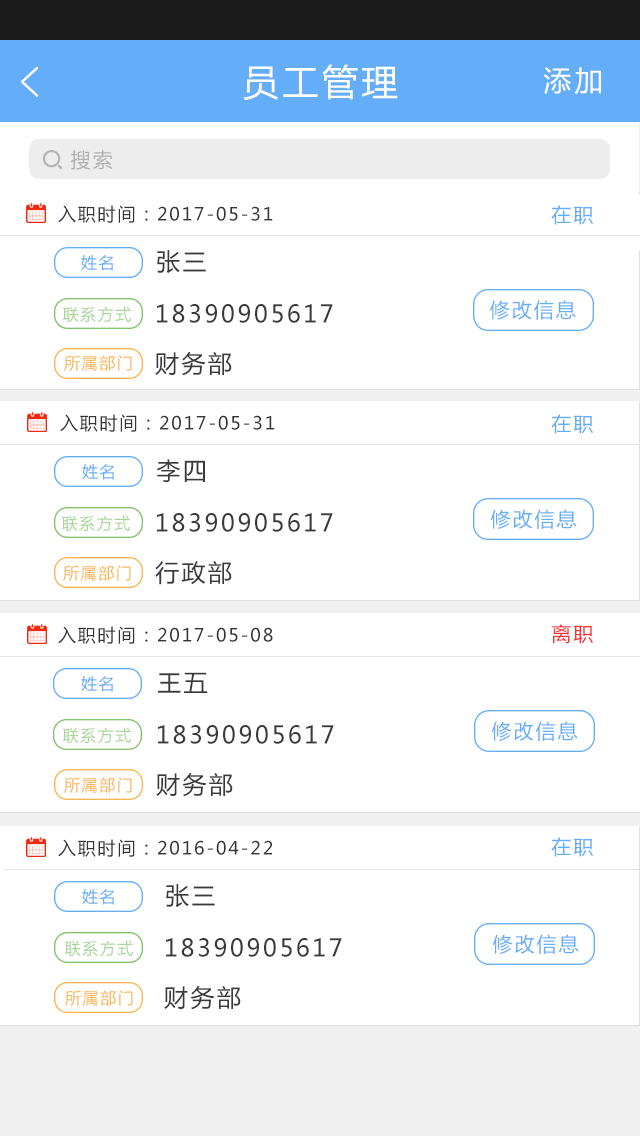 员工管理 添加
搜索
入职时间：2017-05-31 在职
姓名 张三
联系方式 18390905617 修改信息
所属部门 财务部
入职时间：2017-05-31 在职
姓名 李四
联系方式 18390905617 修改信息
所属部门 行政部
入职时间：2017-05-08 离职
姓名 王五
联系方式 18390905617 修改信息
所属部门 财务部
入职时间：2016-04-22 在职
姓名 张三
联系方式 18390905617 修改信息
所属部门 财务部